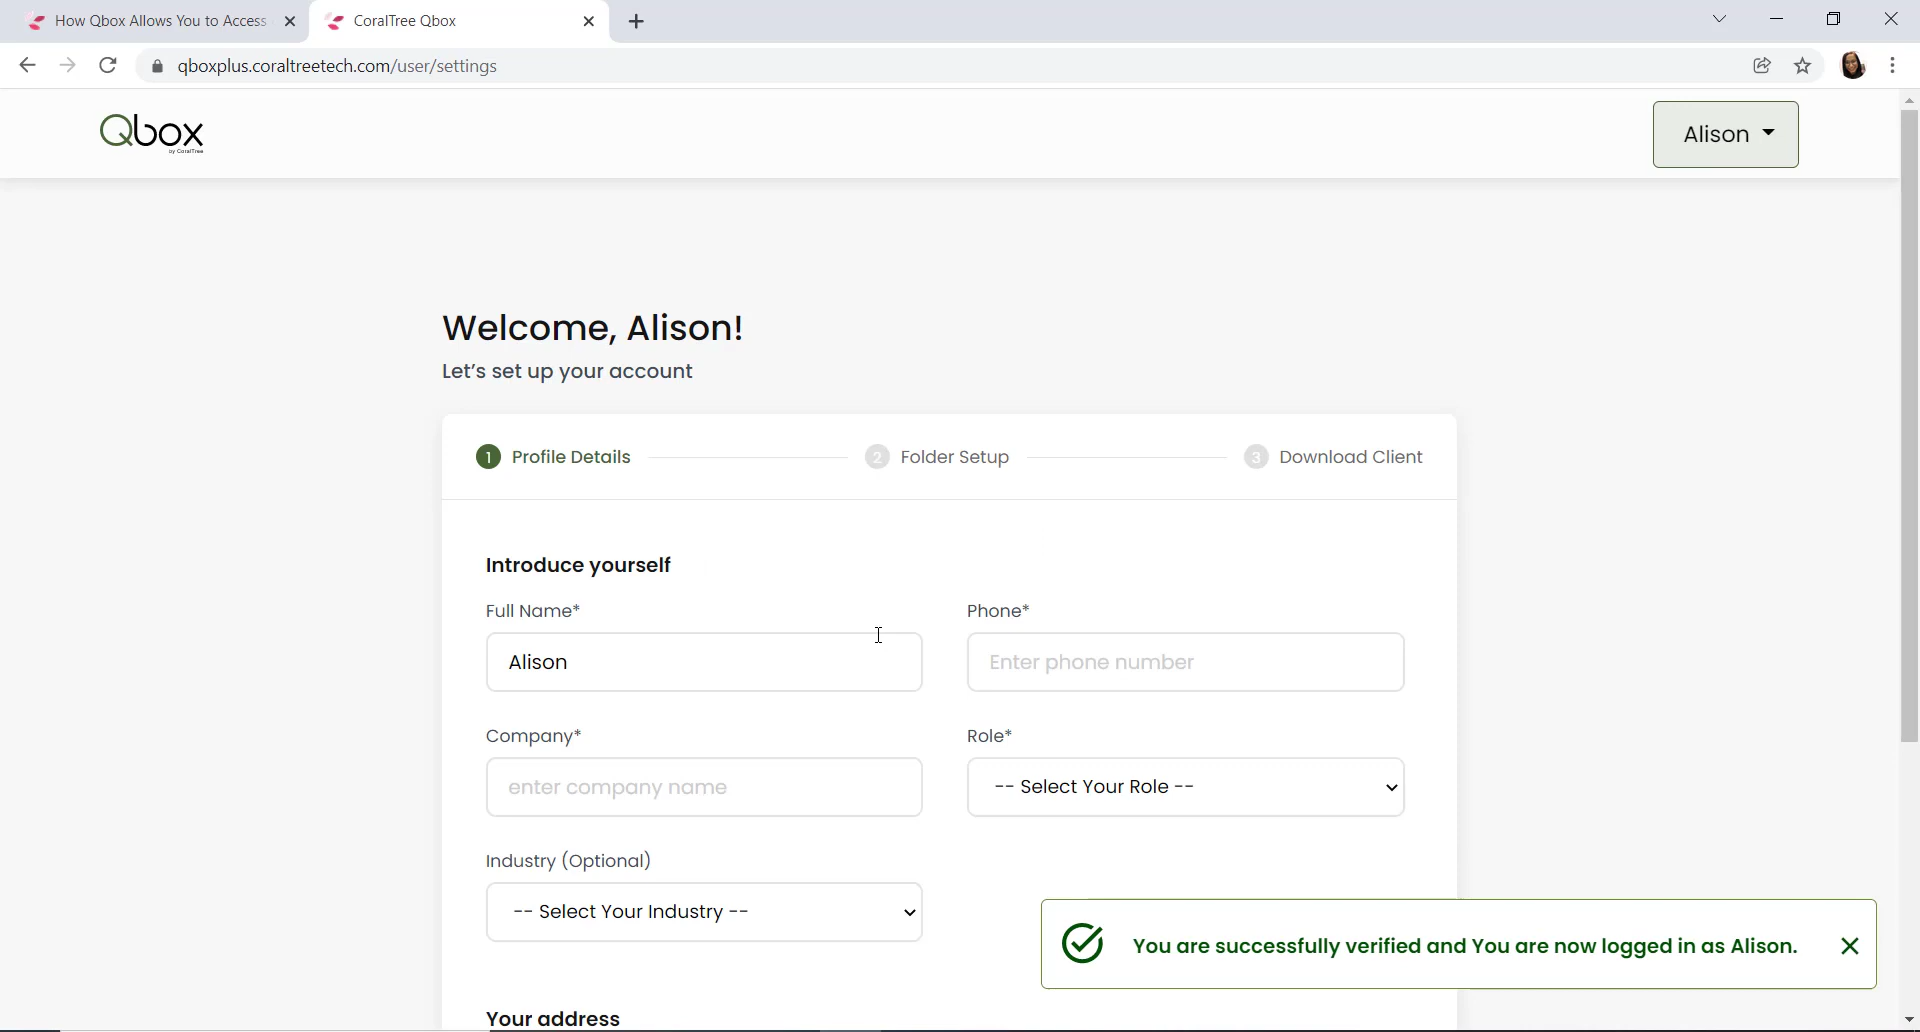 How Qbox Allows You to Access
CoralTree Qbox
qboxplus.coraltreetech.com/user/settings
Qbox
by CoralTree
Alison
Welcome, Alison!
Let's set up your account
1 Profile Details
2 Folder Setup
3 Download Client
Introduce yourself
Full Name*
Phone*
Alison
Enter phone number
Company*
Role*
enter company name
-- Select Your Role --
Industry (Optional)
-- Select Your Industry --
You are successfully verified and You are now logged in as Alison.
Your address